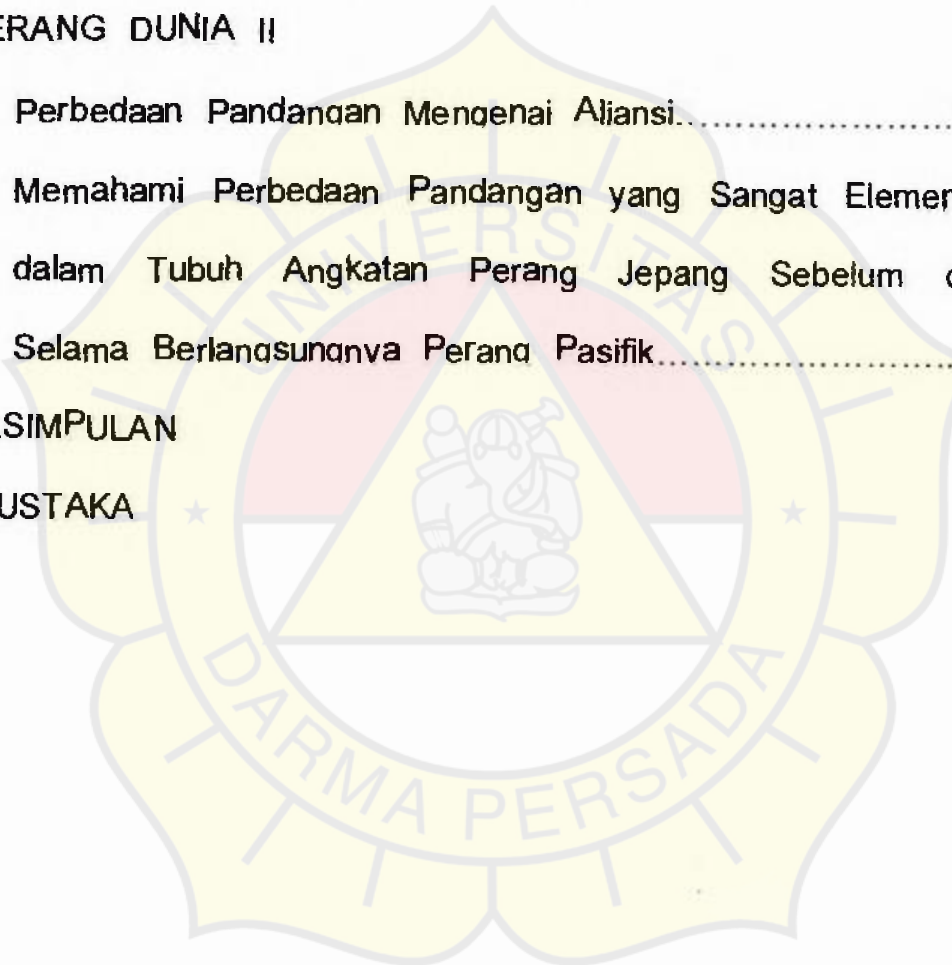 ERANG DUNIA II
Perbedaan Pandangan Mengenai Aliansi
Memahami Perbedaan Pandangan yang Sangat Elemen
dalam Tubuh Angkatan Perang Jepang Sebelum d
Selama Berlangsungnya Perang Pasifik
ESIMPULAN
USTAKA
UNIVERSITAS
DARMA PERSADA